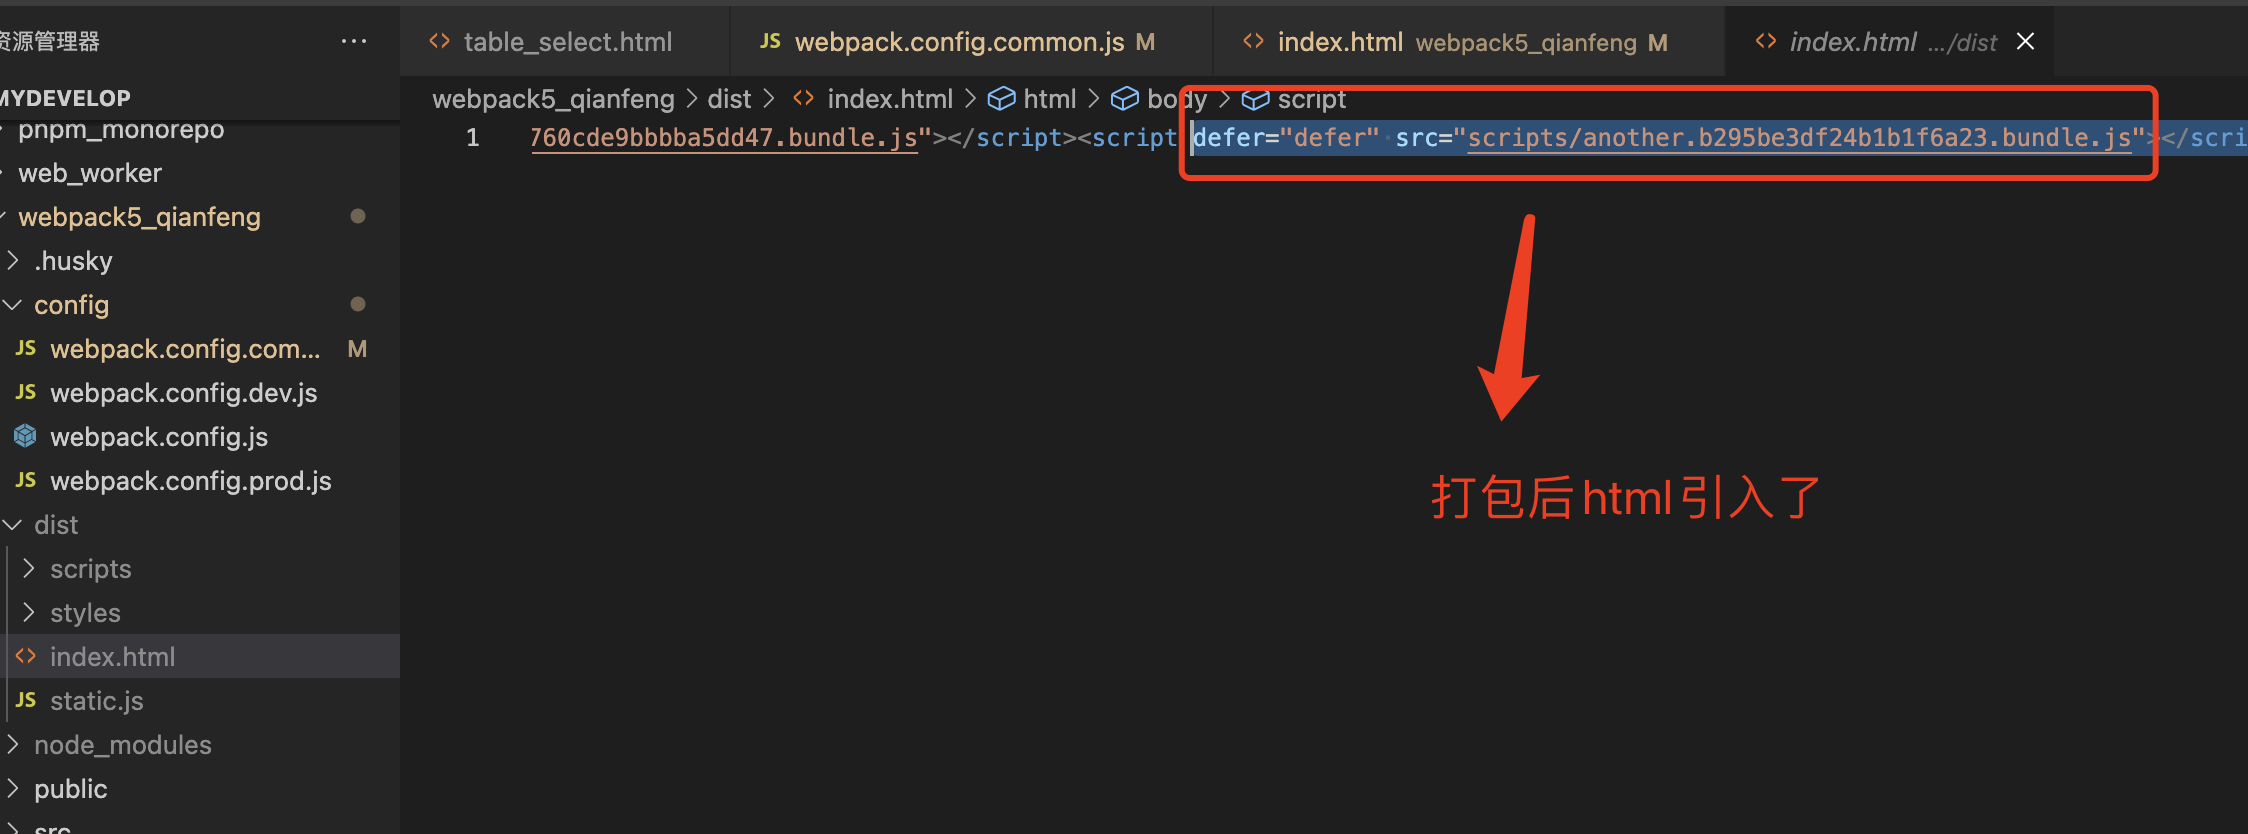 资源管理器 ...
MYDEVELOP
pnpm_monorepo
web_worker
webpack5_qianfeng
.husky
config
JS webpack.config.com... M
JS webpack.config.dev.js
webpack.config.js
JS webpack.config.prod.js
dist
scripts
styles
<> index.html
JS static.js
node_modules
public
src
<> table_select.html
JS webpack.config.common.js M
<> index.html webpack5_qianfeng M
<> index.html .../dist
webpack5_qianfeng > dist > <> index.html > html > body > script
1 760cde9bbbba5dd47.bundle.js"></script><script defer="defer" src="scripts/another.b295be3df24b1b1f6a23.bundle.js"></scri
打包后html引入了